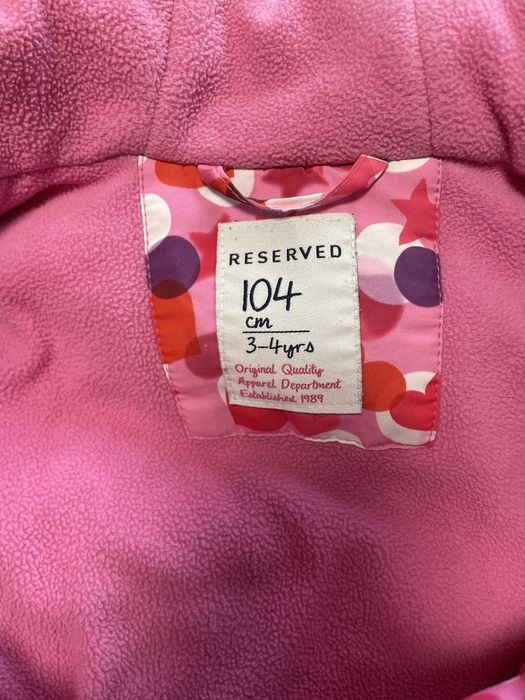 RESERVED
104
cm
3-4yrs
Original Quality
Apparel Department
Established 1989